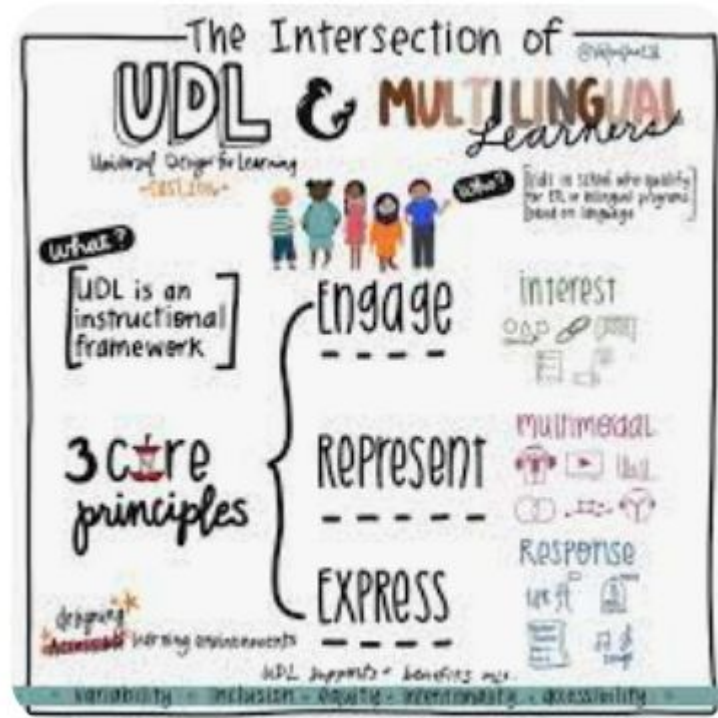 The Intersection of
UDL & MULTILINGUAL
Learners
Universal Design for Learning
Who?
Kids in school who qualify
for EL or bilingual programs
based on language
What?
UDL is an
instructional
framework
3 core
principles
Engage
interest
Represent
Multimodal
Express
Response
designing
Accessible learning environments
UDL supports + benefits
variability - inclusion - equity - intentionality - accessibility